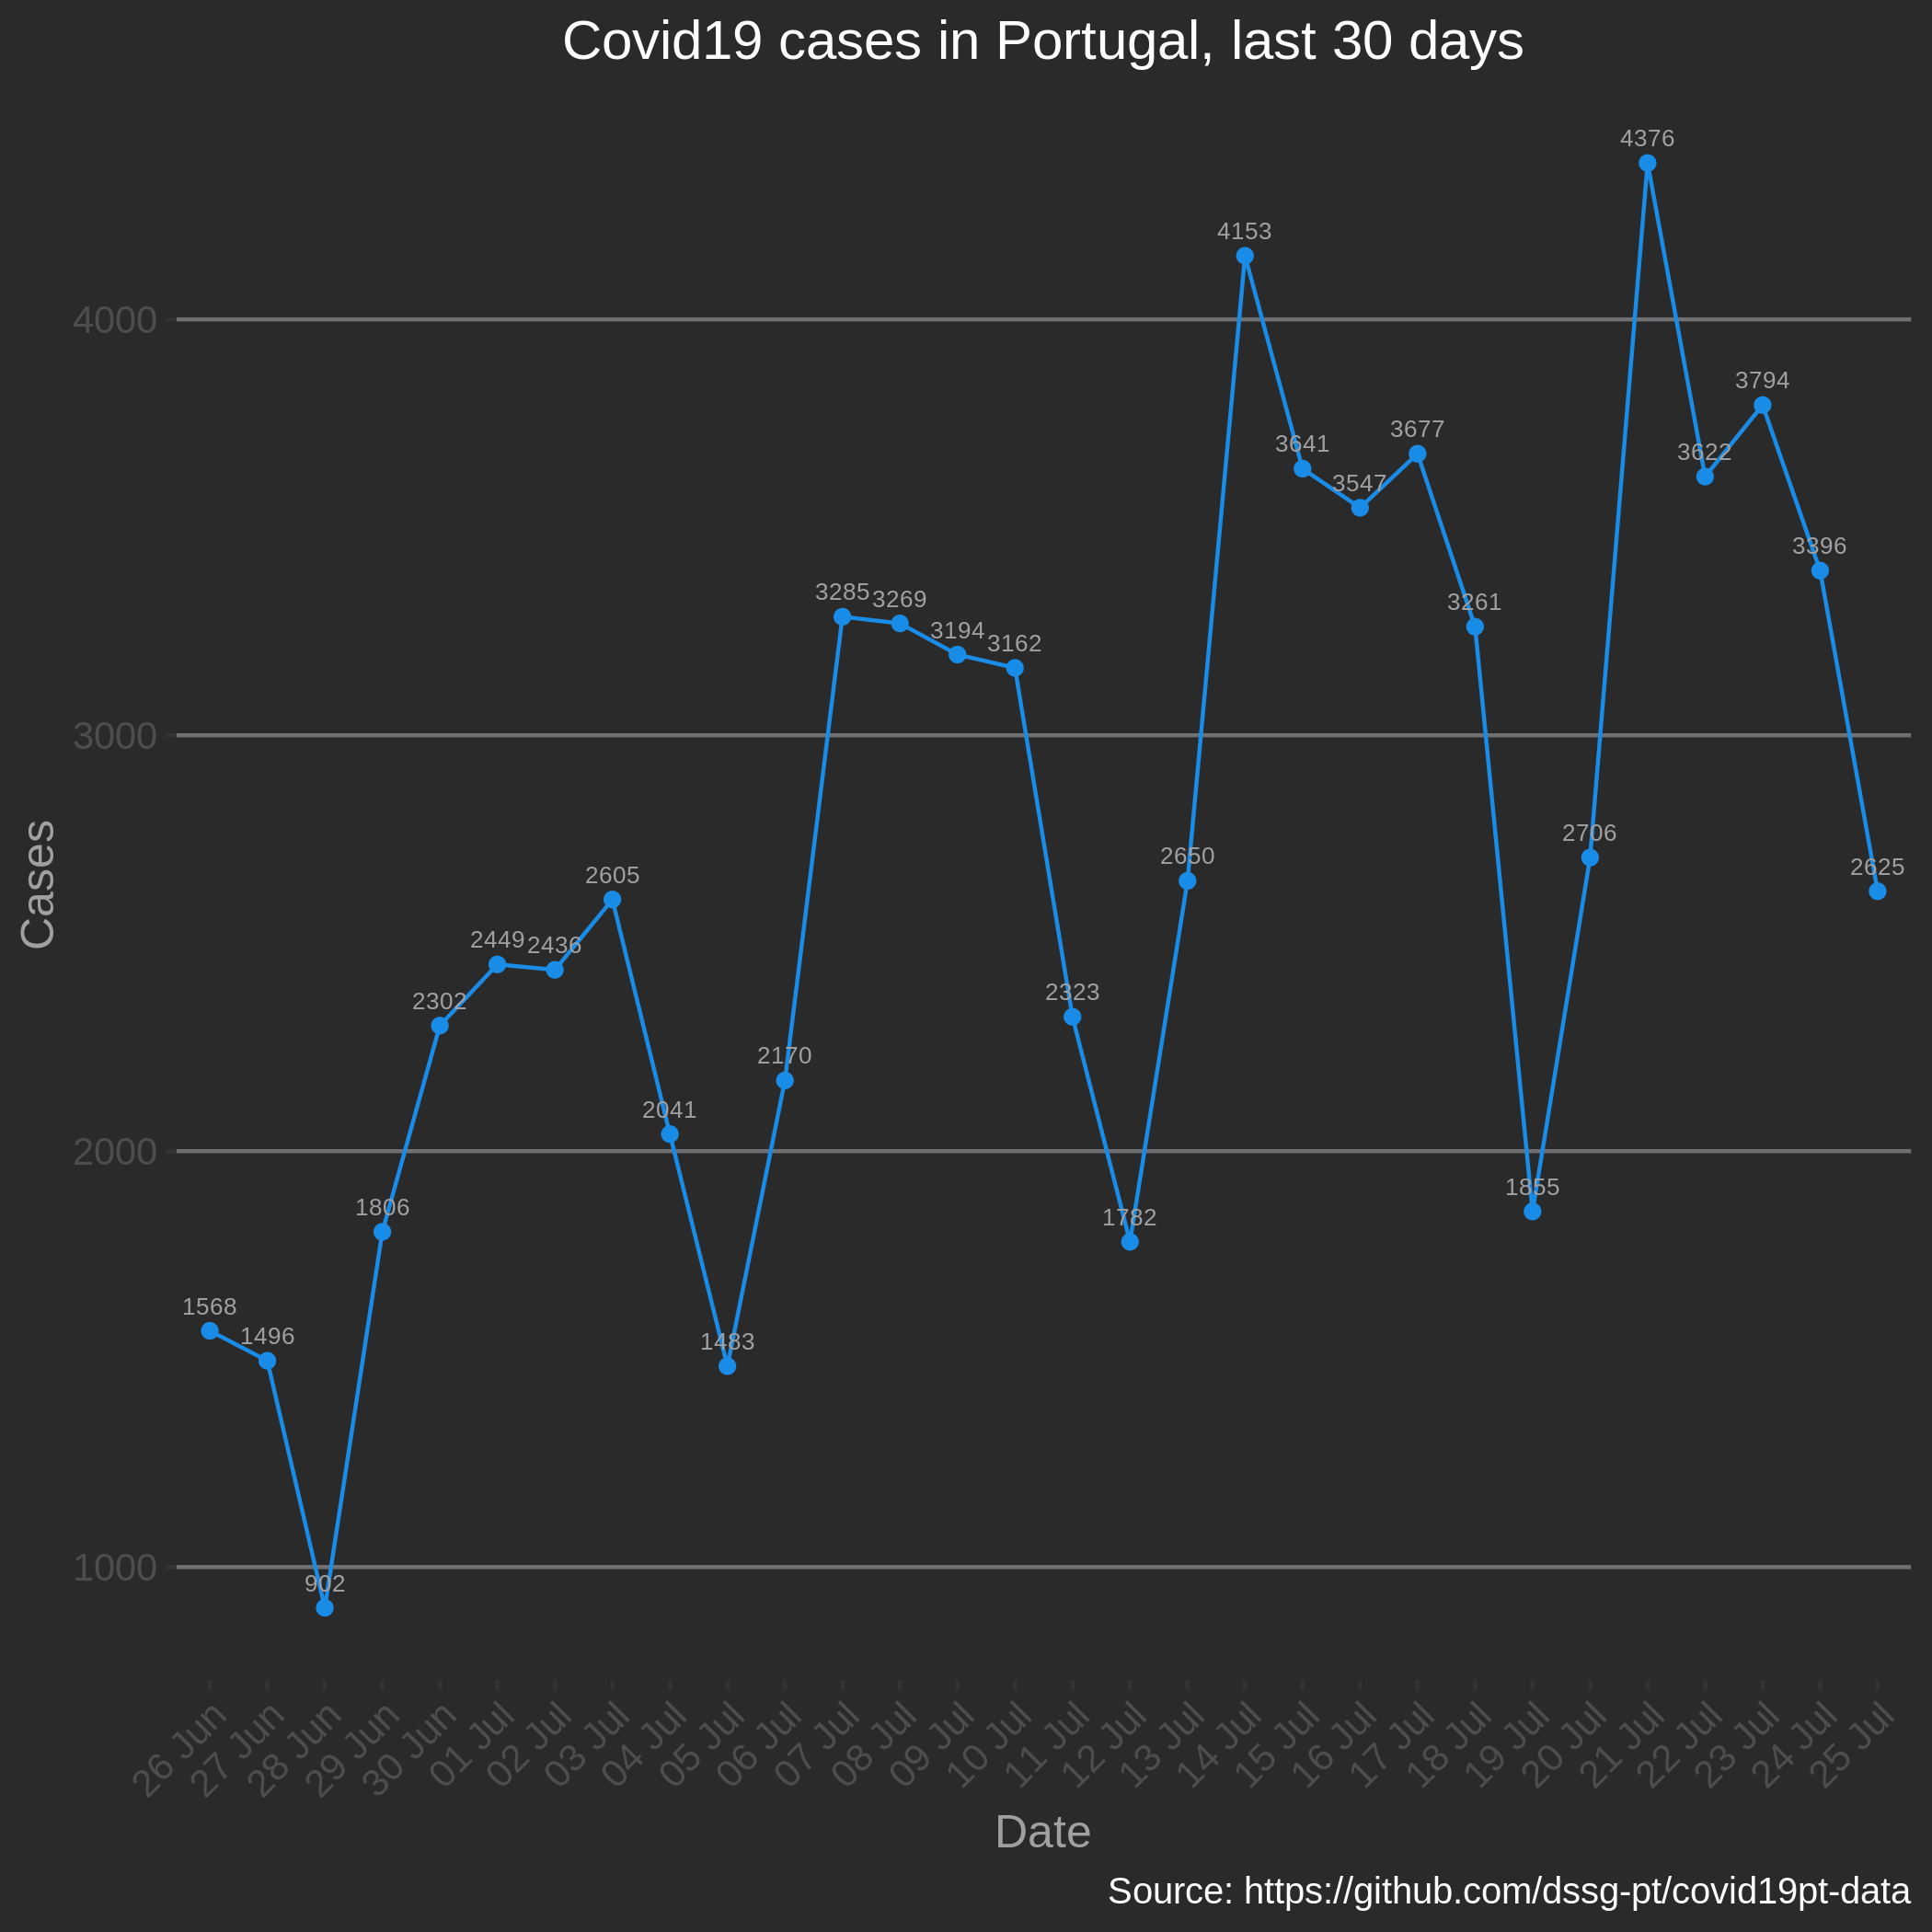 Covid19 cases in Portugal, last 30 days
4376
4153
4000
3794
3677
3641
3622
3547
3396
3285
3269
3261
3194
3162
3000
2706
2650
2625
2605
2449
2436
2323
2302
2170
2041
2000
1855
1806
1782
1568
1496
1483
1000
902
Cases
26 Jun
27 Jun
28 Jun
29 Jun
30 Jun
01 Jul
02 Jul
03 Jul
04 Jul
05 Jul
06 Jul
07 Jul
08 Jul
09 Jul
10 Jul
11 Jul
12 Jul
13 Jul
14 Jul
15 Jul
16 Jul
17 Jul
18 Jul
19 Jul
20 Jul
21 Jul
22 Jul
23 Jul
24 Jul
25 Jul
Date
Source: https://github.com/dssg-pt/covid19pt-data